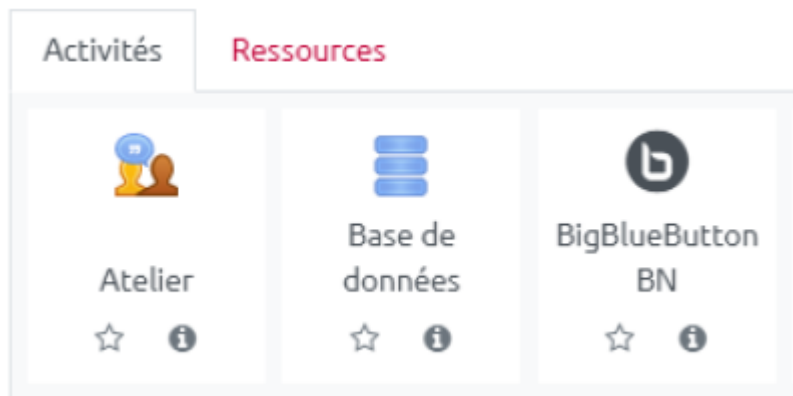 Activités
Ressources
Atelier
Base de
données
BigBlueButton
BN